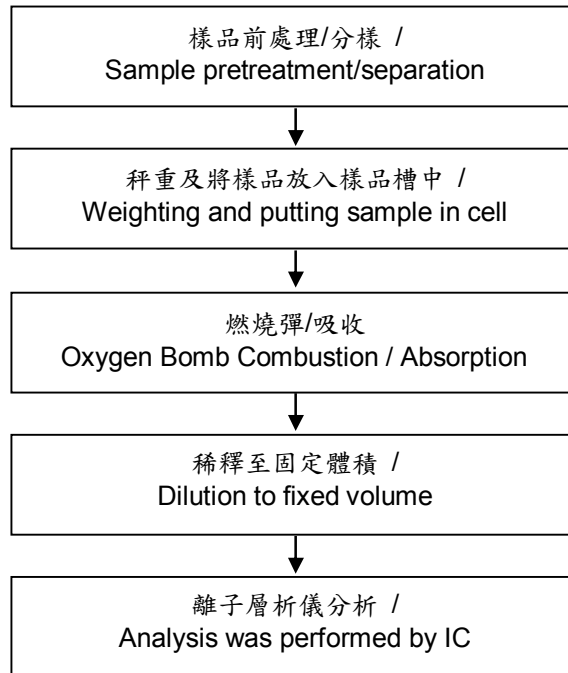 樣品前處理/分樣 /
Sample pretreatment/separation
秤重及將樣品放入樣品槽中 /
Weighting and putting sample in cell
燃燒彈/吸收
Oxygen Bomb Combustion / Absorption
稀釋至固定體積 /
Dilution to fixed volume
離子層析儀分析 /
Analysis was performed by IC